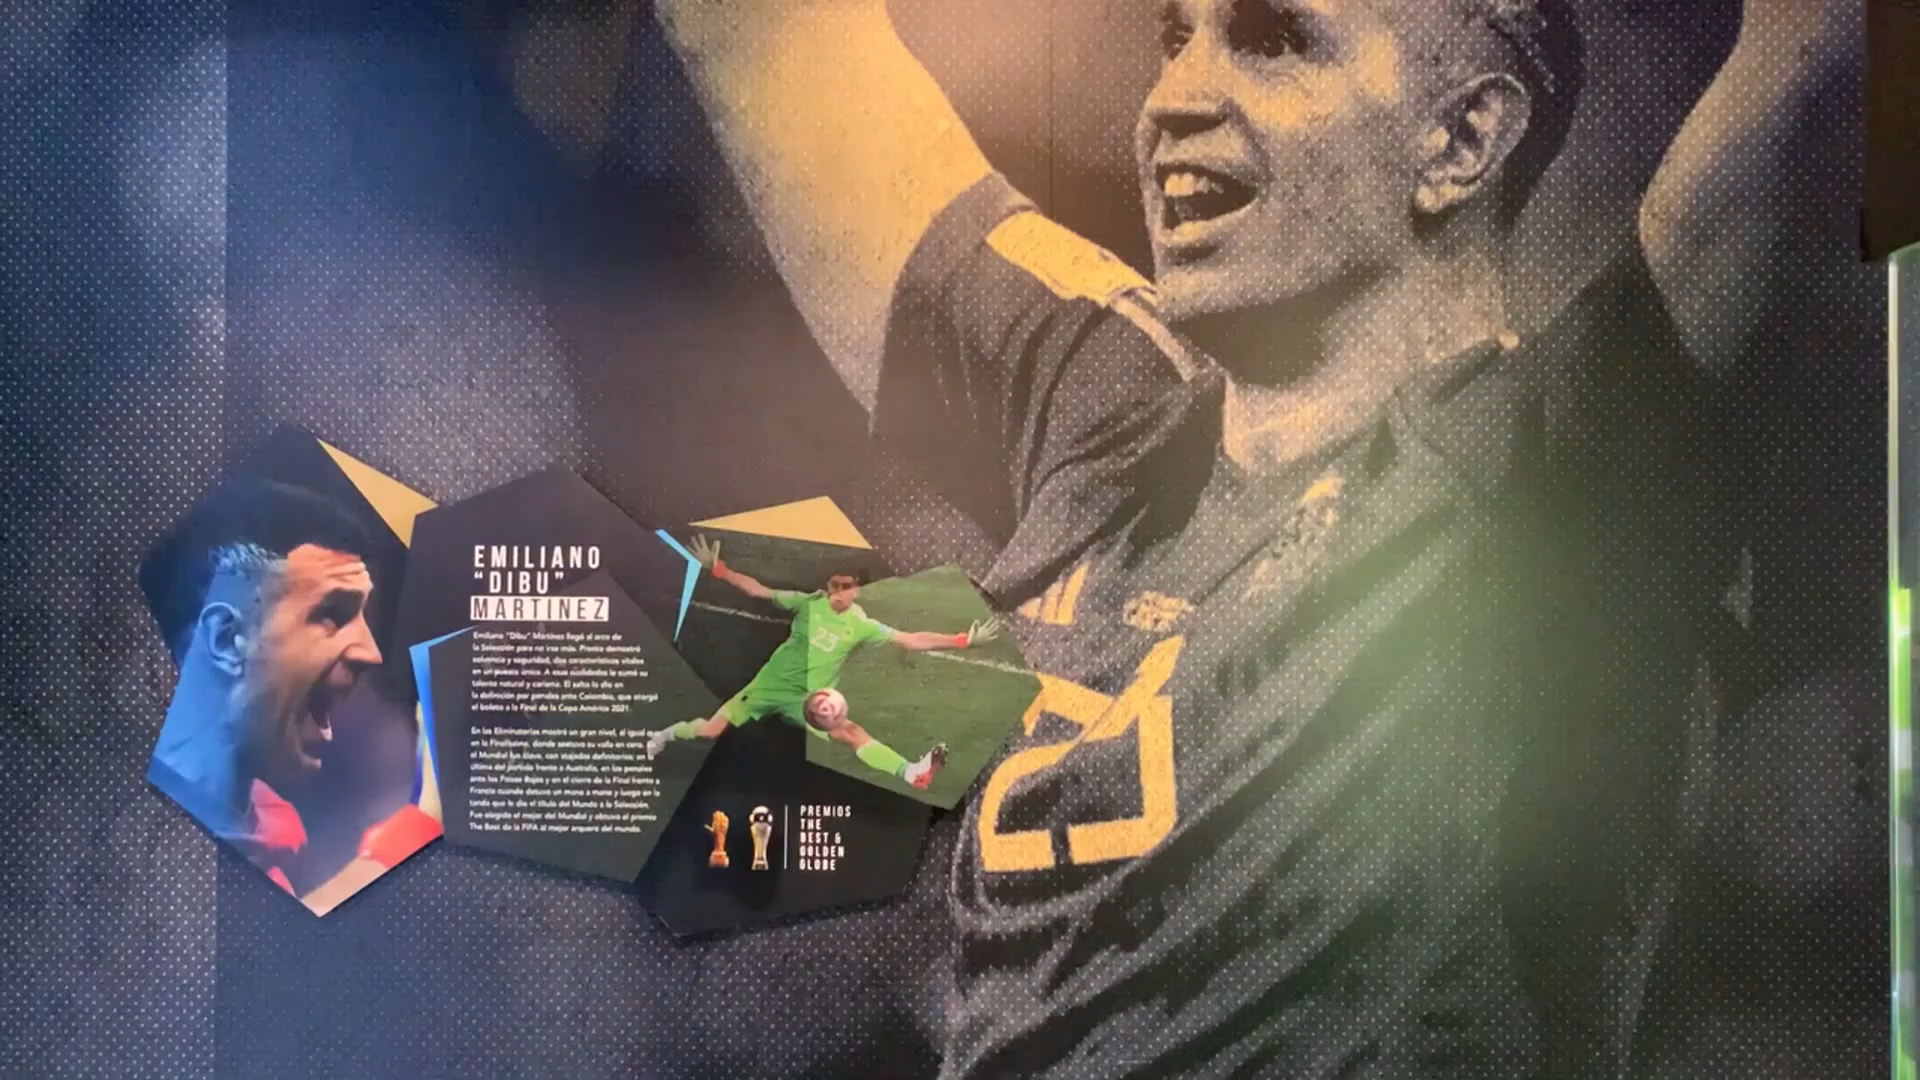 EMILIANO
“DIBU”
MARTINEZ
Emiliano “Dibu” Martínez llegó al arco de
la Selección para no irse más. Pronto demostró
solvencia y seguridad, dos características vitales
en un puesto único. A esas cualidades le sumó su
talento natural y carisma. El salto lo dio en
la definición por penales ante Colombia, que otorgó
el boleto a la Final de la Copa América 2021.
En las Eliminatorias mostró un gran nivel, al igual que
en la Finalissima, donde sostuvo su valla en cero. En
el Mundial fue clave, con atajadas definitorias: en la
última del partido frente a Australia, en los penales
ante los Países Bajos y en el cierre de la Final frente a
Francia cuando detuvo un mano a mano y luego en la
tanda que le dio el título del Mundo a la Selección.
Fue elegido el mejor del Mundial y obtuvo el premio
The Best de la FIFA al mejor arquero del mundo.
23
PREMIOS
THE
BEST &
GOLDEN
GLOBE
23